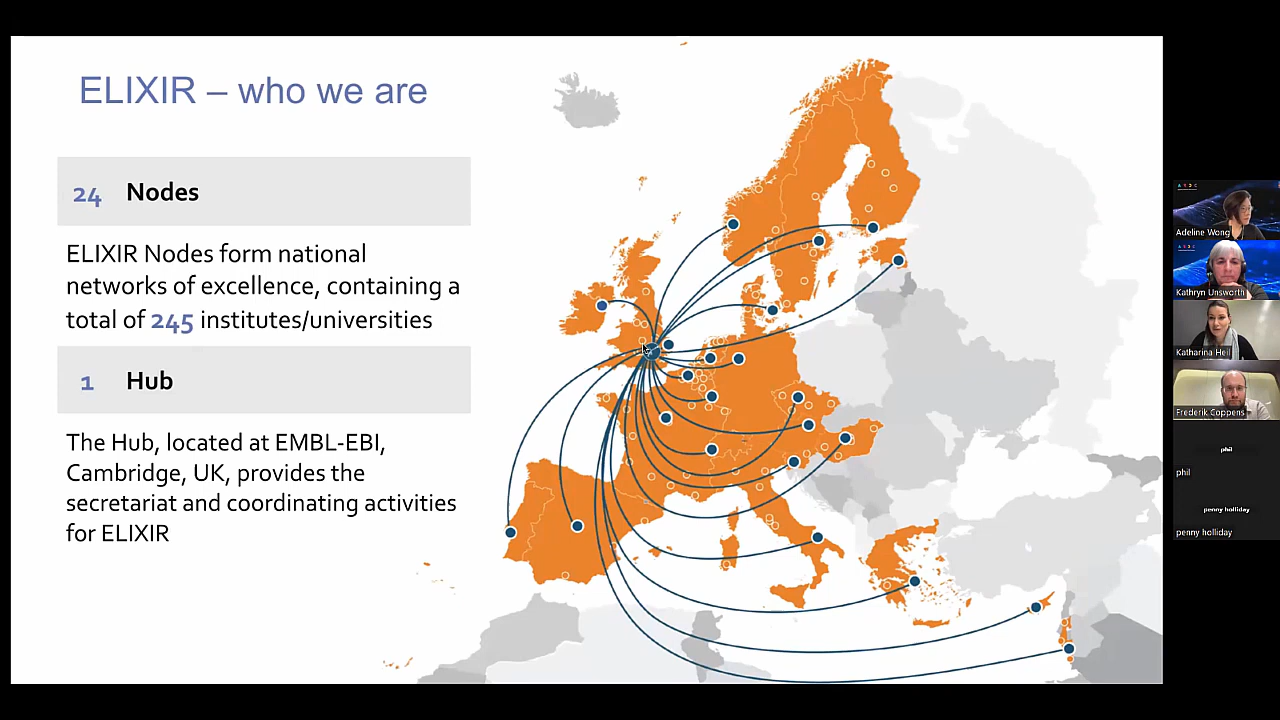 ELIXIR – who we are
24 Nodes
ELIXIR Nodes form national
networks of excellence, containing a
total of 245 institutes/universities
1 Hub
The Hub, located at EMBL-EBI,
Cambridge, UK, provides the
secretariat and coordinating activities
for ELIXIR
ARDC
Adeline Wong
ARDC
Kathryn Unsworth
Katharina Heil
Frederik Coppens
phil
phil
penny holliday
penny holliday